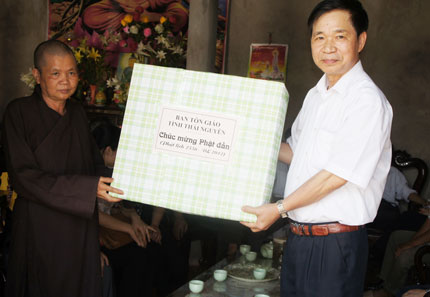 BAN TÔN GIÁO
TỈNH THÁI NGUYÊN
Chúc mừng Phật đản